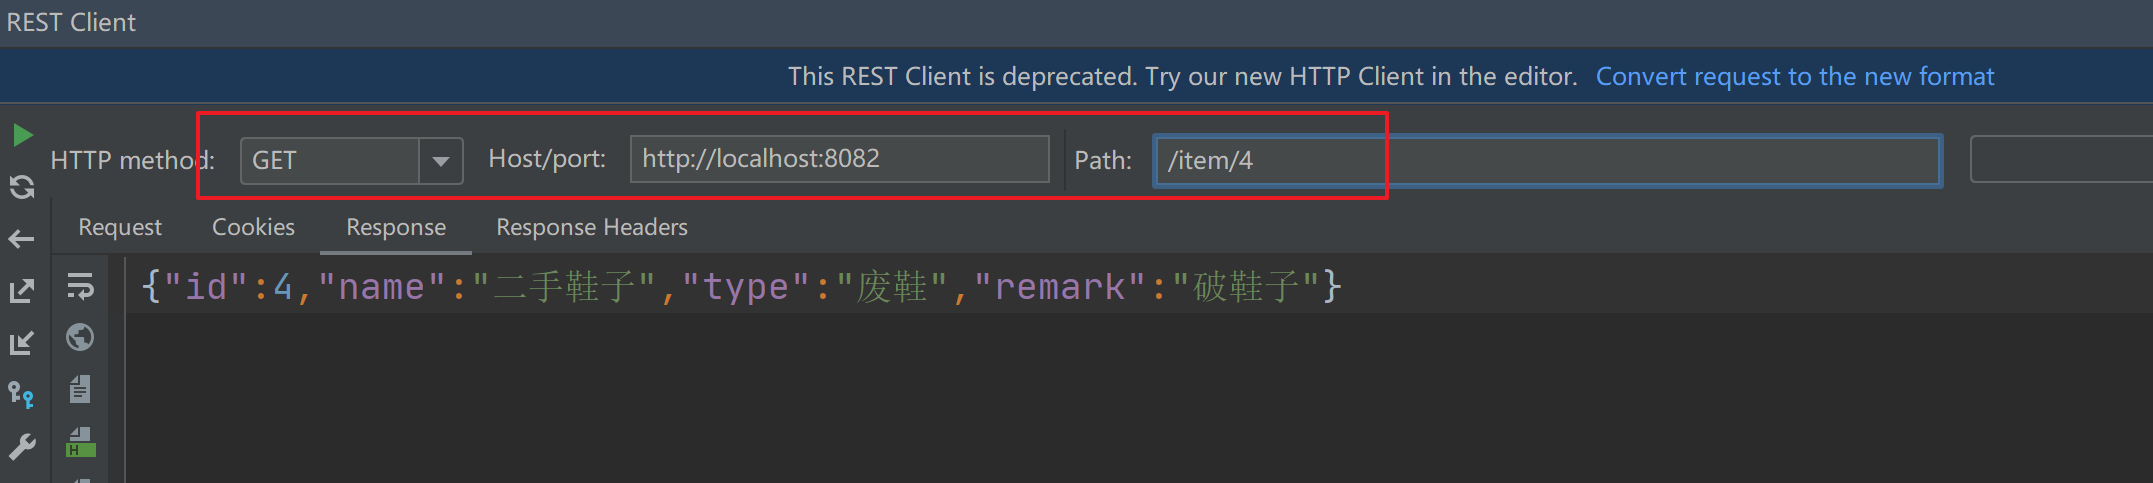 REST Client
This REST Client is deprecated. Try our new HTTP Client in the editor. Convert request to the new format
HTTP method: GET Host/port: http://localhost:8082 Path: /item/4
Request Cookies Response Response Headers
{"id":4,"name":"二手鞋子","type":"废鞋","remark":"破鞋子"}
H